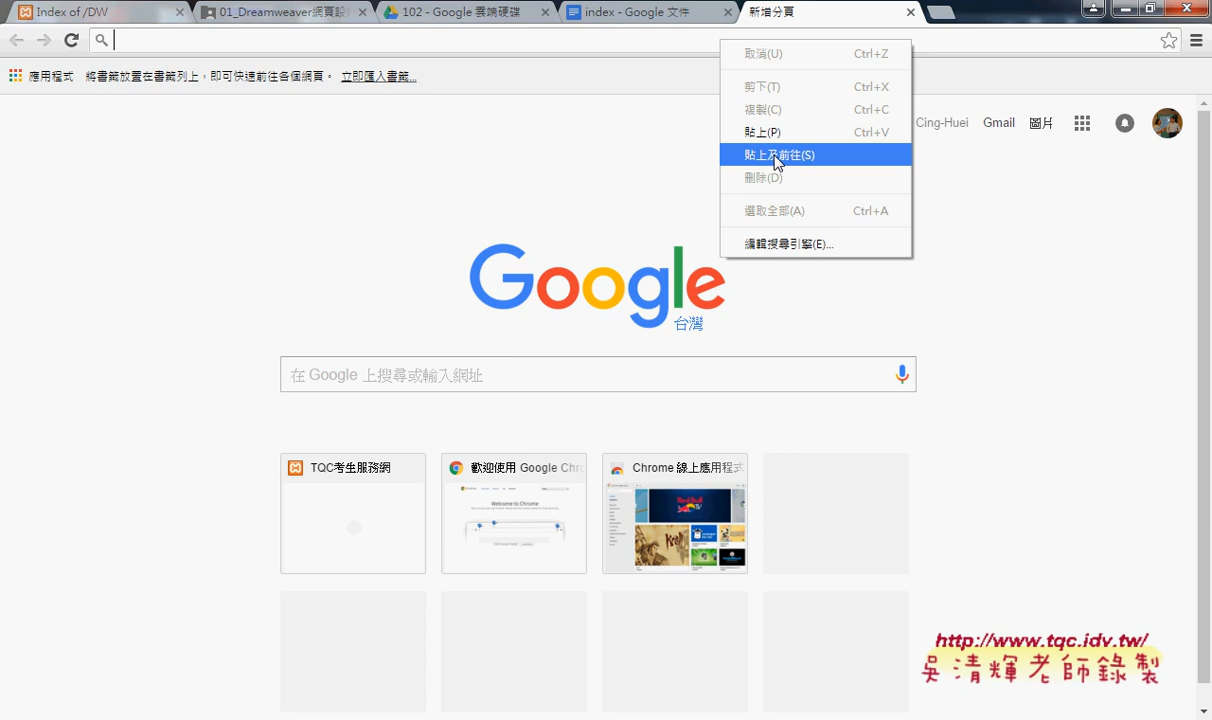 Index of /DW
01_Dreamweaver網頁設
102 - Google 雲端硬碟
index - Google 文件
新增分頁
應用程式 將書籤放置在書籤列上，即可快速前往各個網頁。 立即匯入書籤...
取消(U) Ctrl+Z
剪下(T) Ctrl+X
複製(C) Ctrl+C
貼上(P) Ctrl+V
貼上及前往(S)
刪除(D)
選取全部(A) Ctrl+A
編輯搜尋引擎(E)...
Cing-Huei Gmail 圖片
Google
台灣
在 Google 上搜尋或輸入網址
TQC考生服務網
歡迎使用 Google Chr
Chrome 線上應用程式
Welcome to Chrome
http://www.tqc.idv.tw/
吳清輝老師錄製